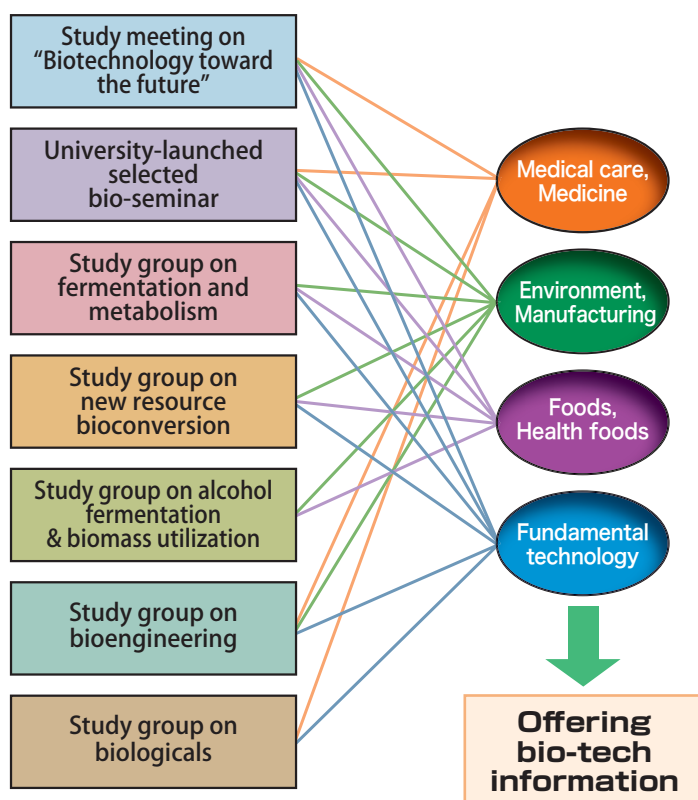 Study meeting on
“Biotechnology toward
the future”
University-launched
selected
bio-seminar
Study group on
fermentation and
metabolism
Study group on
new resource
bioconversion
Study group on alcohol
fermentation
& biomass utilization
Study group on
bioengineering
Study group on
biologicals
Medical care,
Medicine
Environment,
Manufacturing
Foods,
Health foods
Fundamental
technology
Offering
bio-tech
information